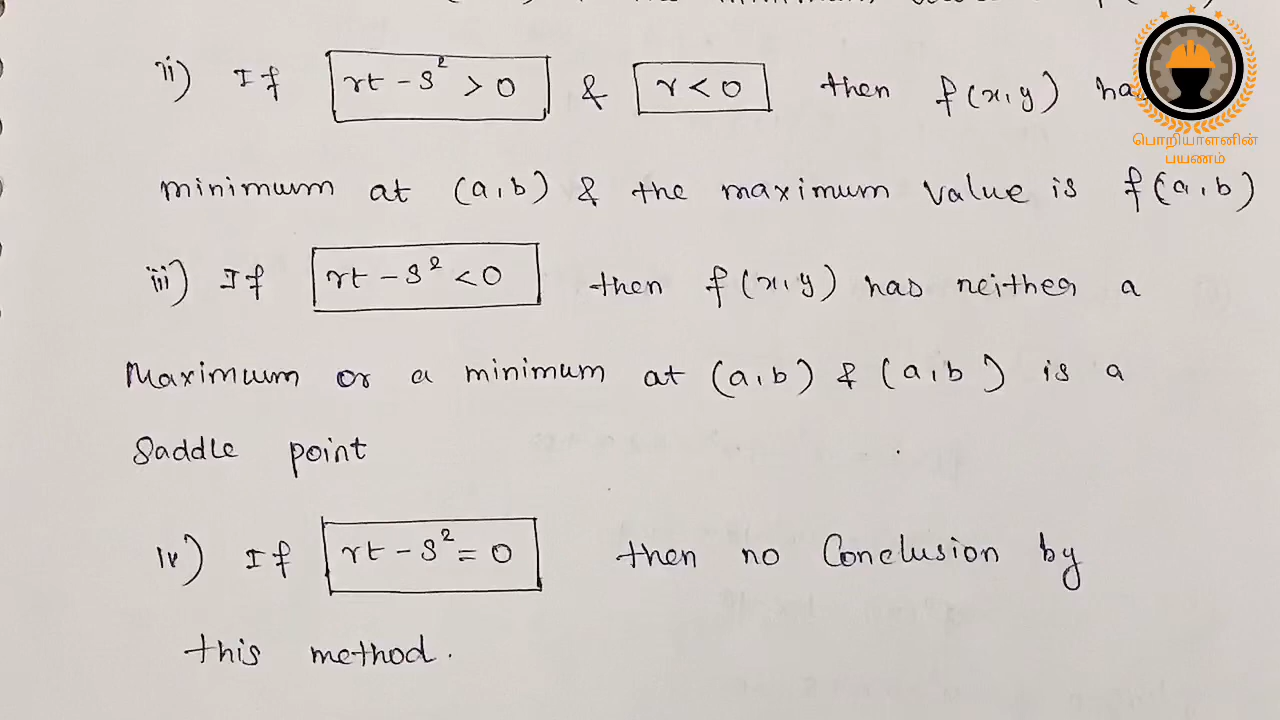 ii) If rt - s² > 0 & r < 0 then f(x,y) has
பொறியாளனின்
பயணம்
minimum at (a,b) & the maximum value is f(a,b)
iii) If rt - s² < 0 then f(x,y) has neither a
Maximum or a minimum at (a,b) & (a,b) is a
Saddle point
iv) If rt - s² = 0 then no Conclusion by
this method.